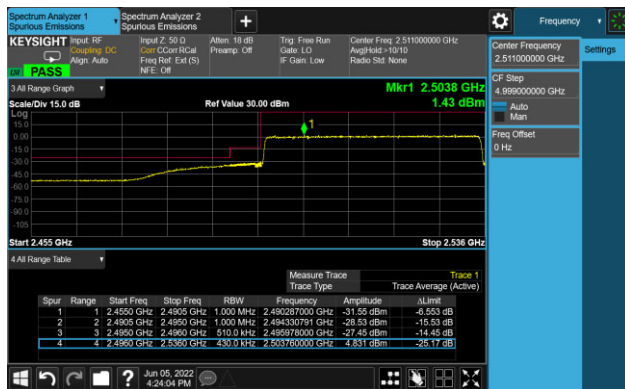 Spectrum Analyzer 1
Spurious Emissions
Spectrum Analyzer 2
Spurious Emissions
+
Frequency
KEYSIGHT
Input: RF
Coupling: DC
Align: Auto
Input Z: 50 Ω
Corr CCorr RCal
Freq Ref: Ext (S)
NFE: Off
Atten: 18 dB
Preamp: Off
Trig: Free Run
Gate: LO
IF Gain: Low
Center Freq: 2.511000000 GHz
Avg|Hold:>10/10
Radio Std: None
PASS
Center Frequency
2.511000000 GHz
Settings
CF Step
4.999000000 GHz
Auto
Man
Freq Offset
0 Hz
3 All Range Graph
Mkr1 2.5038 GHz
1.43 dBm
Scale/Div 15.0 dB
Ref Value 30.00 dBm
Log
15.0
0.00
-15.0
-30.0
-45.0
-60.0
-75.0
-90.0
-105
1
Start 2.455 GHz
Stop 2.536 GHz
4 All Range Table
Measure Trace Trace 1
Trace Type Trace Average (Active)
Spur Range Start Freq Stop Freq RBW Frequency Amplitude ΔLimit
1 1 2.4550 GHz 2.4905 GHz 1.000 MHz 2.490287000 GHz -31.55 dBm -6.553 dB
2 2 2.4905 GHz 2.4950 GHz 1.000 MHz 2.494330791 GHz -28.53 dBm -15.53 dB
3 3 2.4950 GHz 2.4960 GHz 510.0 kHz 2.495978000 GHz -27.45 dBm -14.45 dB
4 4 2.4960 GHz 2.5360 GHz 430.0 kHz 2.503760000 GHz 4.831 dBm -25.17 dB
?
Jun 05, 2022
4:24:04 PM